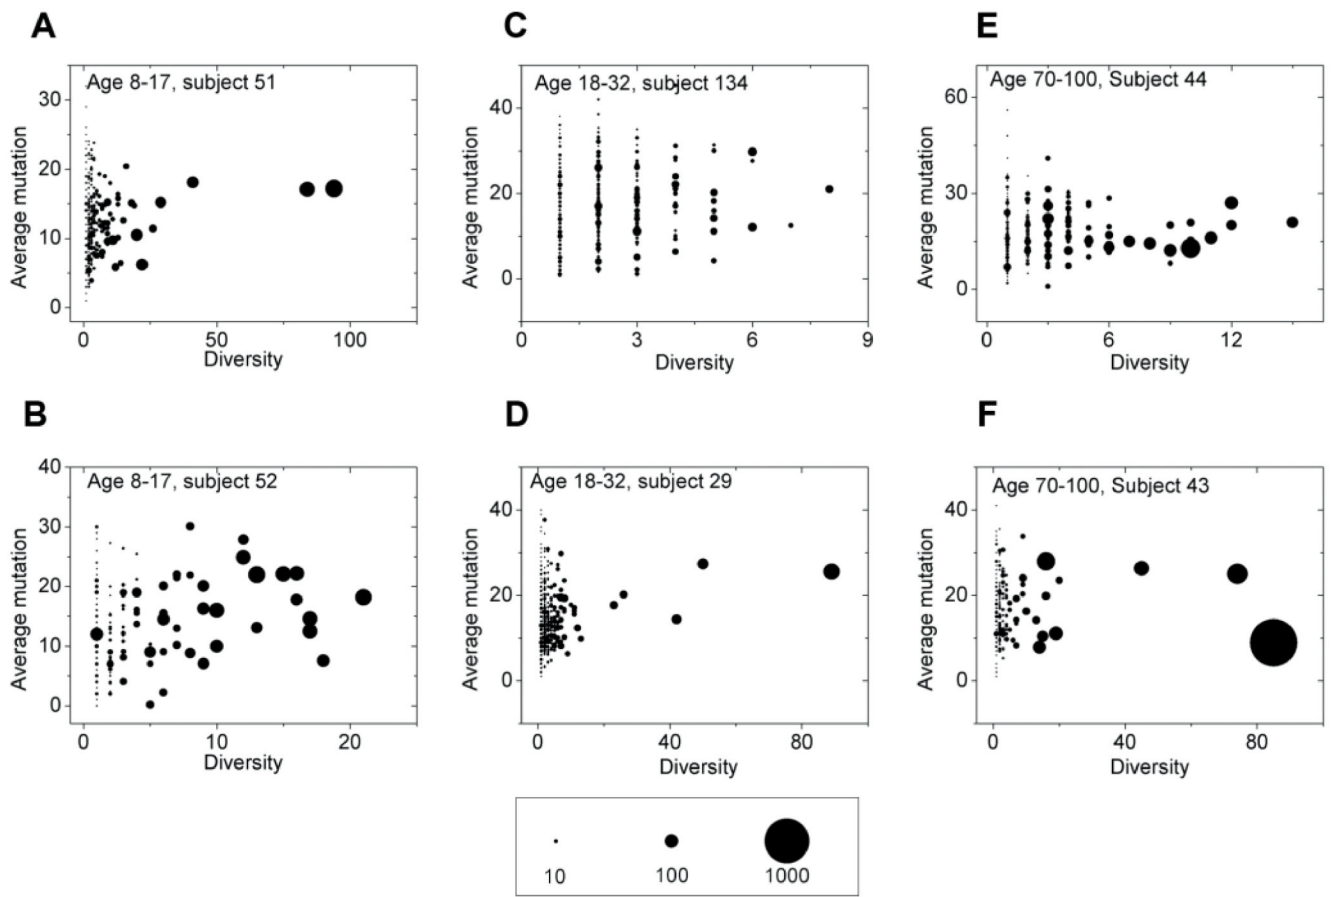 A
Age 8-17, subject 51
30
20
10
0
Average mutation
0
50
100
Diversity
C
Age 18-32, subject 134
40
20
0
Average mutation
0
3
6
9
Diversity
E
Age 70-100, Subject 44
60
30
0
Average mutation
0
6
12
Diversity
B
Age 8-17, subject 52
40
30
20
10
0
Average mutation
0
10
20
Diversity
D
Age 18-32, subject 29
40
20
0
Average mutation
0
40
80
Diversity
F
Age 70-100, Subject 43
40
20
0
Average mutation
0
40
80
Diversity
10
100
1000